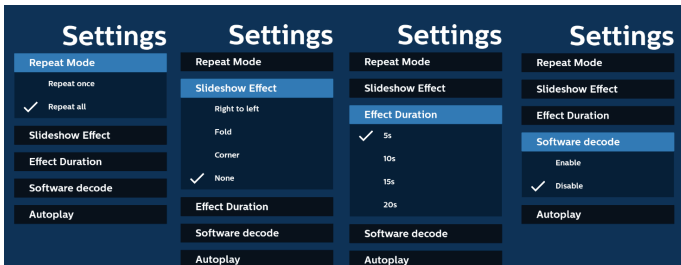 Settings
Repeat Mode
Repeat once
Repeat all
Slideshow Effect
Effect Duration
Software decode
Autoplay
Settings
Repeat Mode
Slideshow Effect
Right to left
Fold
Corner
None
Effect Duration
Software decode
Autoplay
Settings
Repeat Mode
Slideshow Effect
Effect Duration
5s
10s
15s
20s
Software decode
Autoplay
Settings
Repeat Mode
Slideshow Effect
Effect Duration
Software decode
Enable
Disable
Autoplay